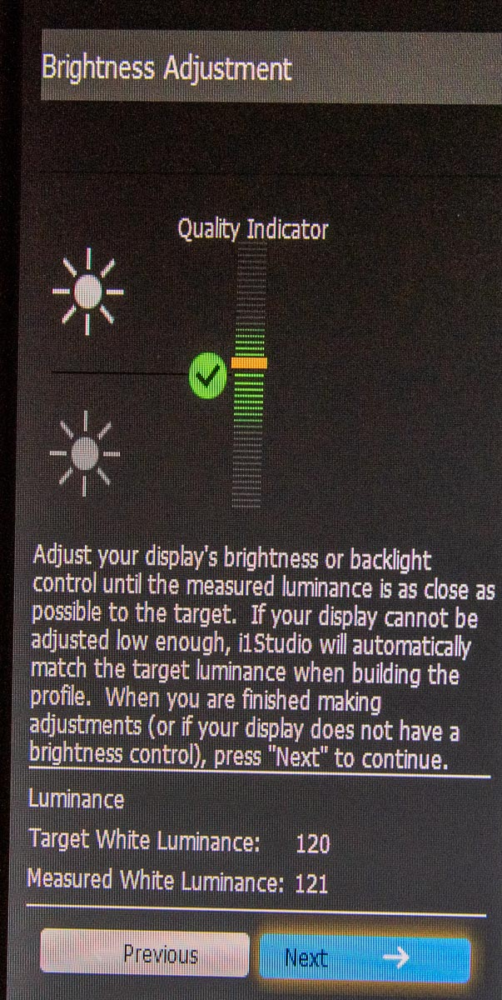 Brightness Adjustment
Quality Indicator
Adjust your display's brightness or backlight
control until the measured luminance is as close as
possible to the target.  If your display cannot be
adjusted low enough, i1Studio will automatically
match the target luminance when building the
profile.  When you are finished making
adjustments (or if your display does not have a
brightness control), press "Next" to continue.
Luminance
Target White Luminance: 120
Measured White Luminance: 121
Previous
Next